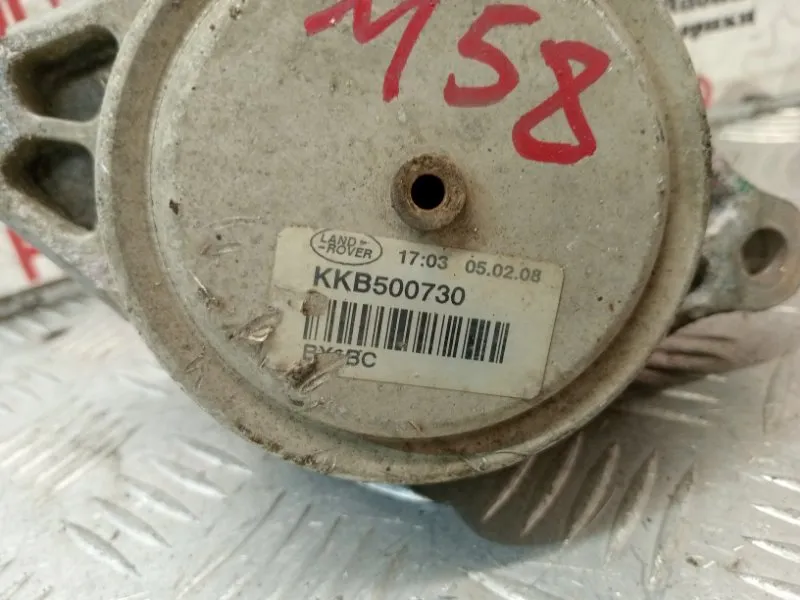 M58
LAND
ROVER
17:03 05.02.08
KKB500730